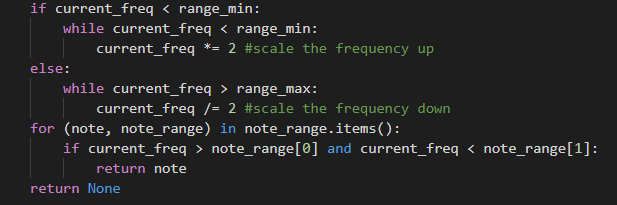 if current_freq < range_min:
    while current_freq < range_min:
        current_freq *= 2 #scale the frequency up
else:
    while current_freq > range_max:
        current_freq /= 2 #scale the frequency down
for (note, note_range) in note_range.items():
    if current_freq > note_range[0] and current_freq < note_range[1]:
        return note
return None